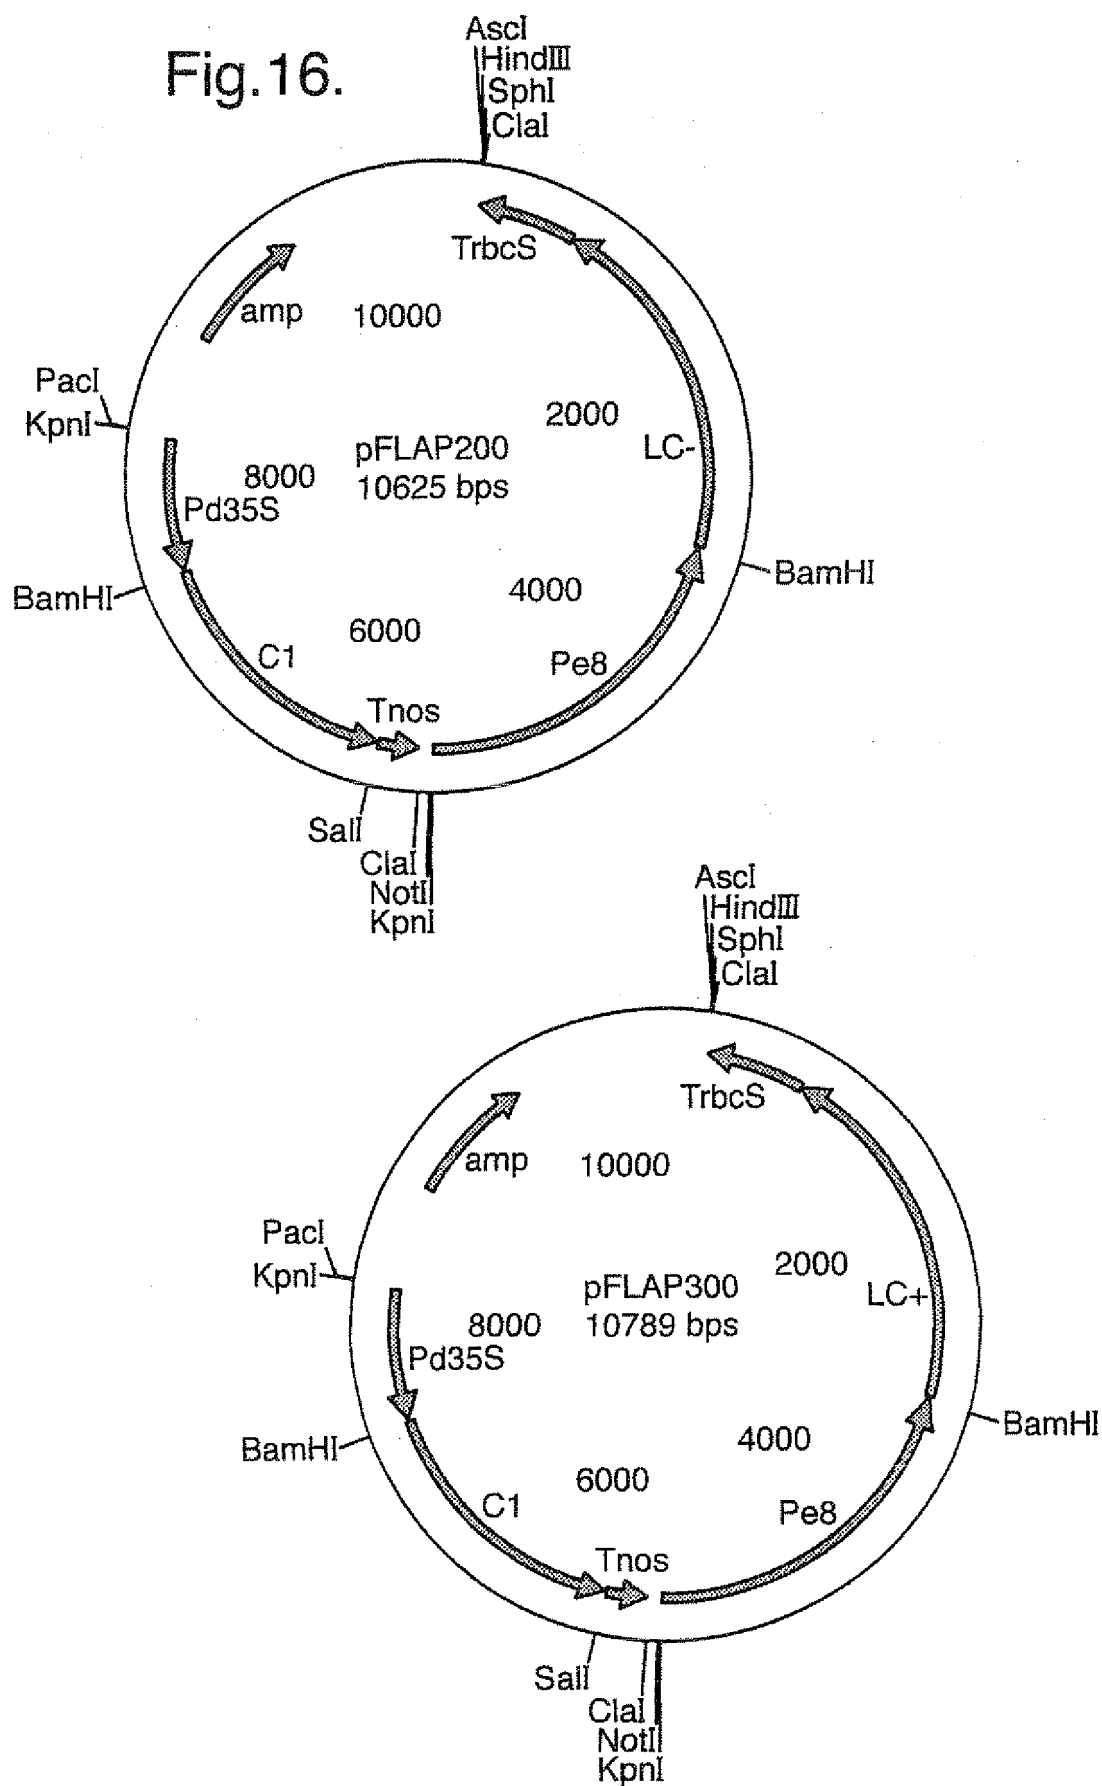 Fig.16.
AscI
HindIII
SphI
ClaI
TrbcS
amp
10000
PacI
KpnI
2000
LC-
pFLAP200
10625 bps
8000
Pd35S
BamHI
4000
BamHI
6000
C1
Pe8
Tnos
SalI
ClaI
NotI
KpnI
AscI
HindIII
SphI
ClaI
TrbcS
amp
10000
PacI
KpnI
2000
LC+
pFLAP300
10789 bps
8000
Pd35S
BamHI
4000
BamHI
6000
C1
Pe8
Tnos
SalI
ClaI
NotI
KpnI